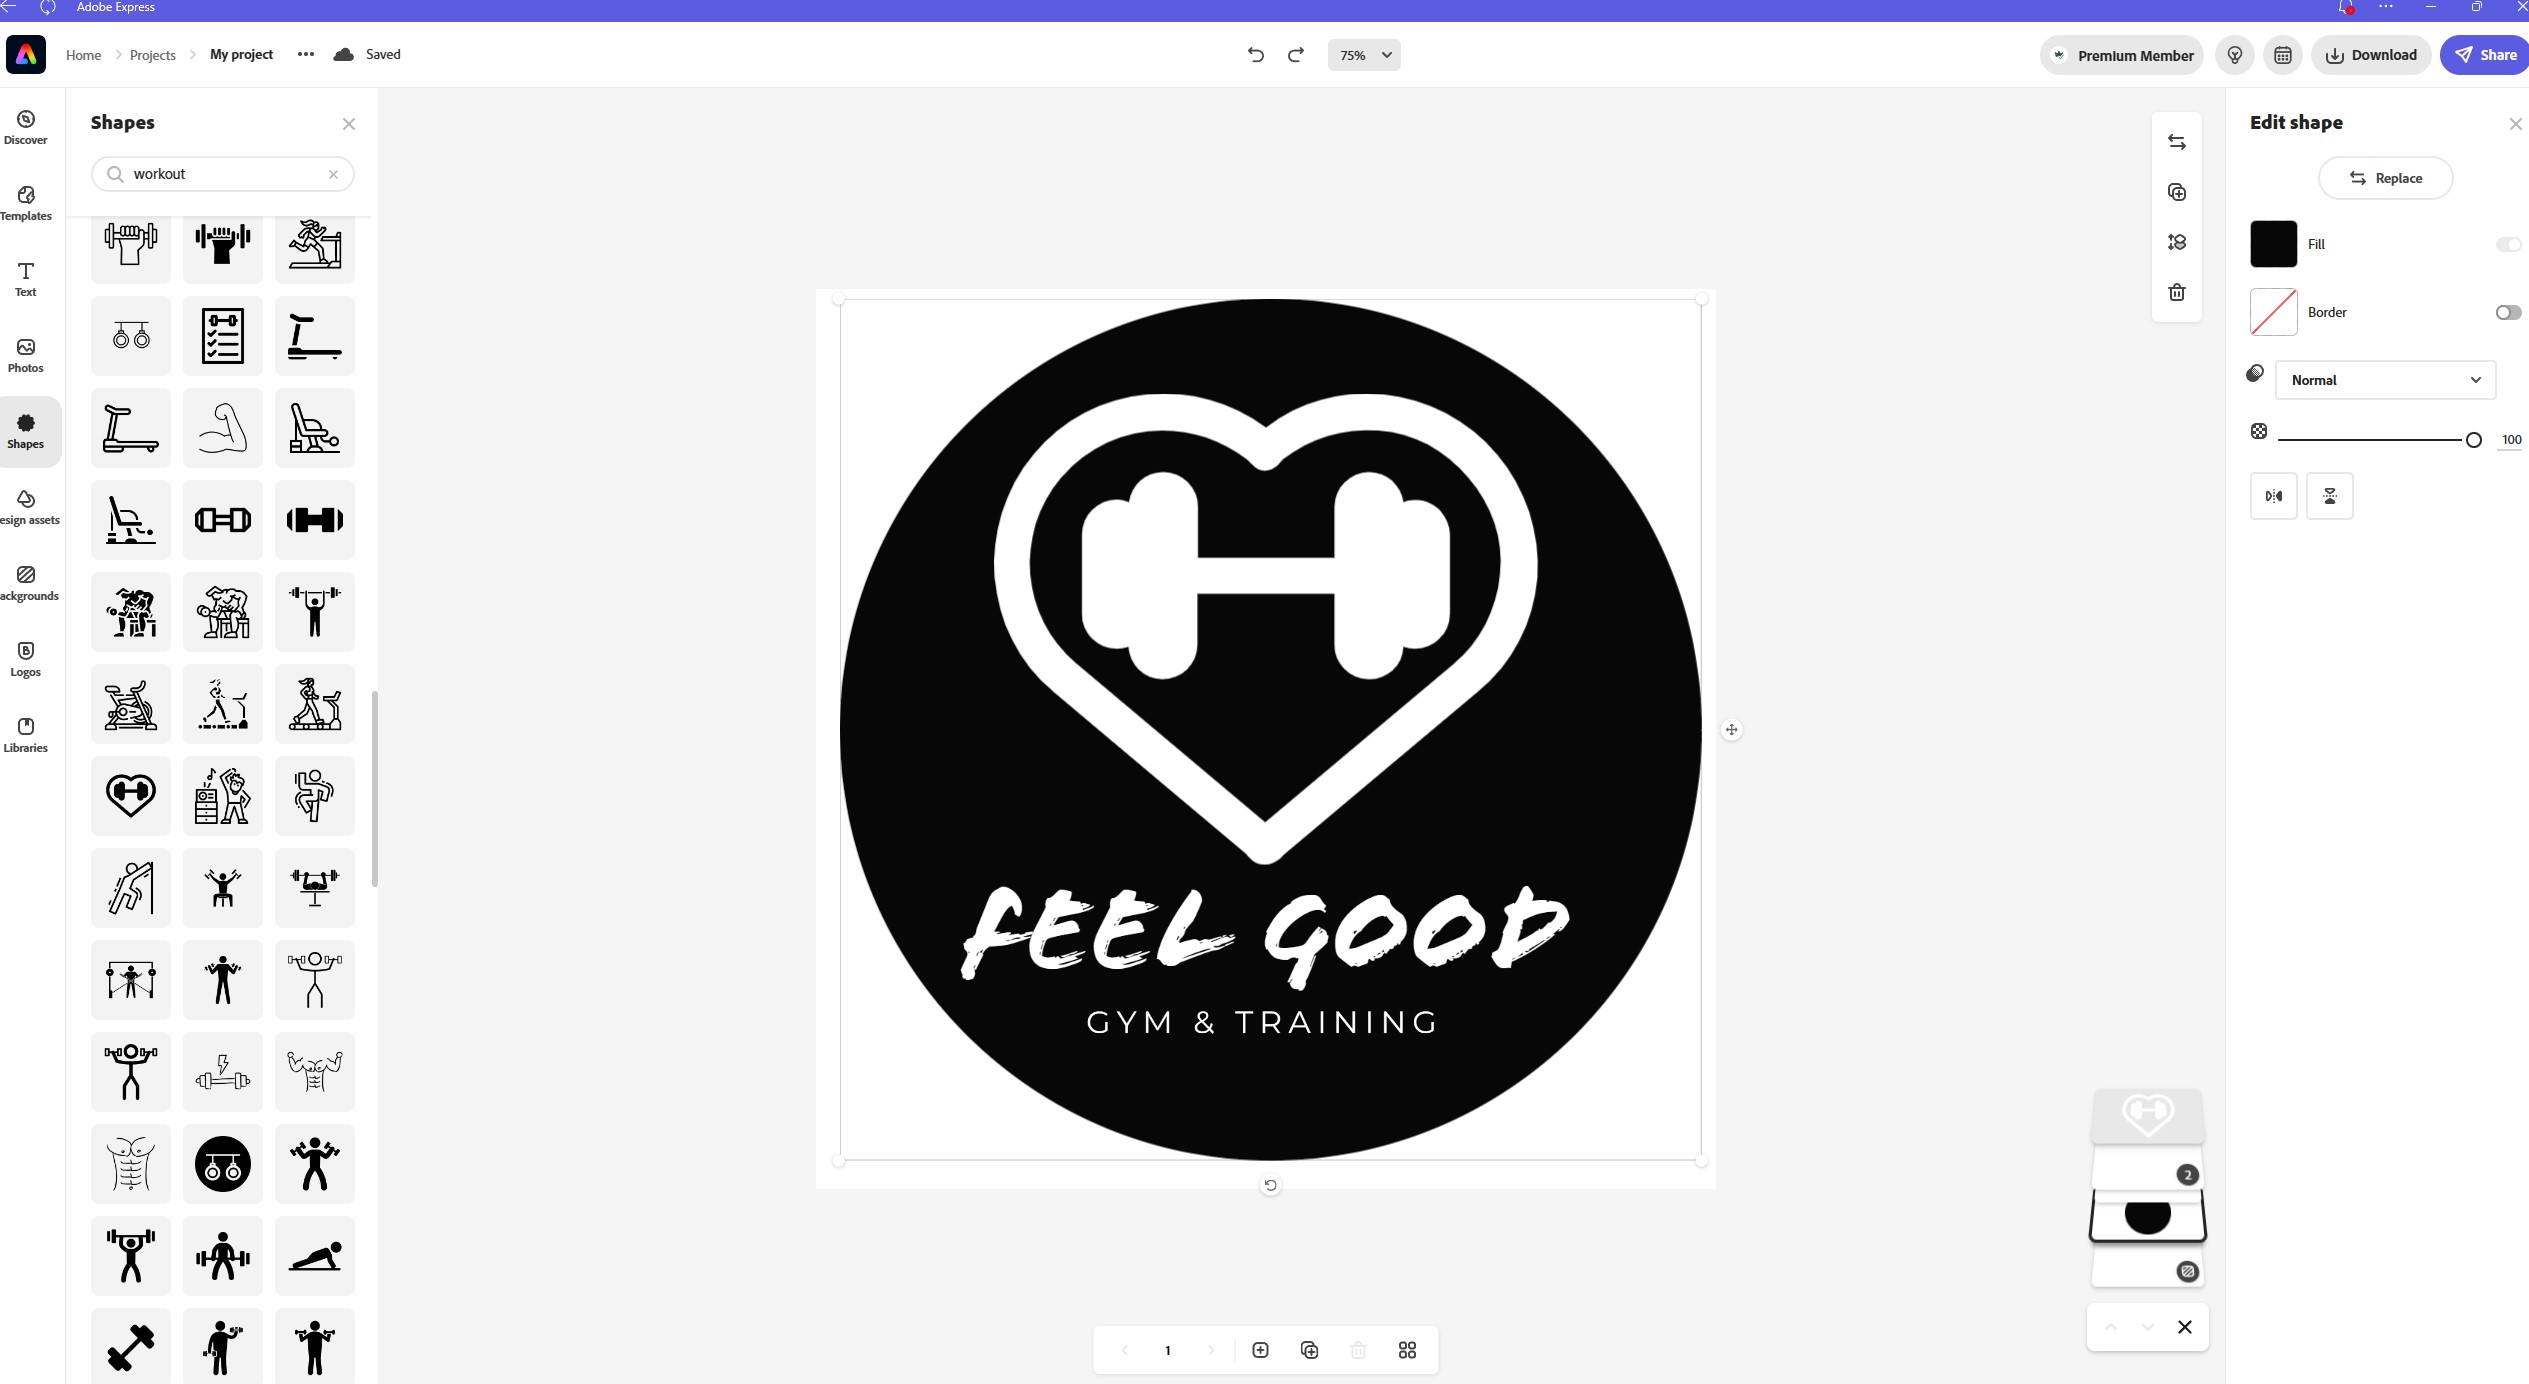 Adobe Express
Home
Projects
My project
Saved
75%
Premium Member
Download
Share
Discover
Templates
Text
Photos
Shapes
esign assets
ackgrounds
Logos
Libraries
Shapes
workout
FEEL GOOD
GYM & TRAINING
2
1
Edit shape
Replace
Fill
Border
Normal
100